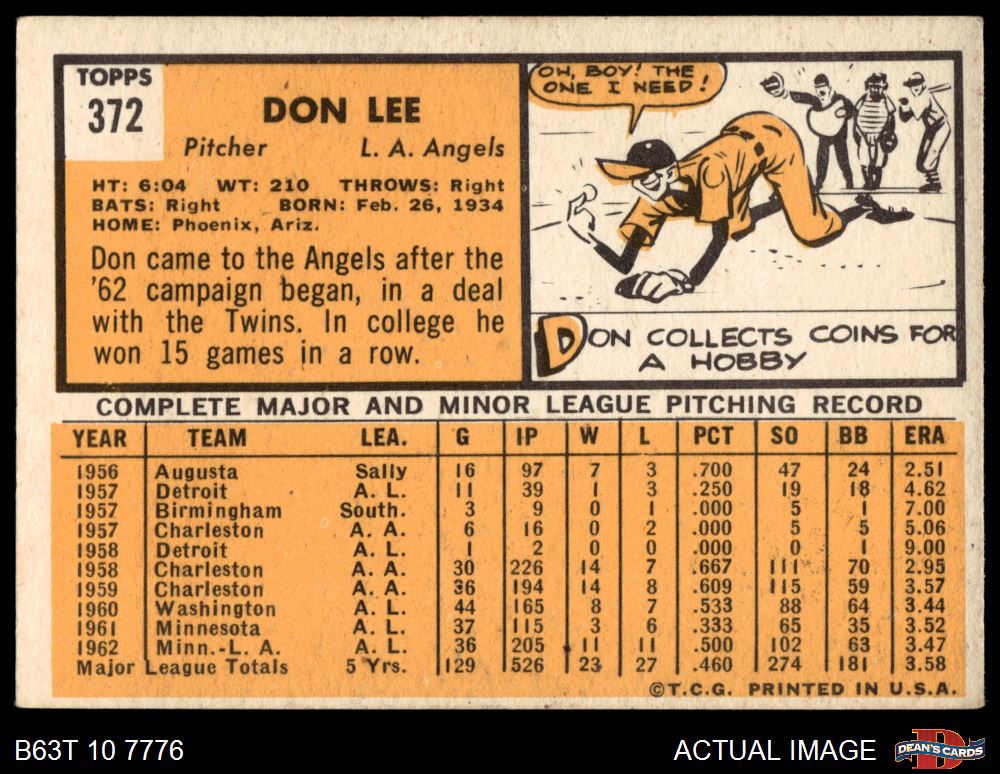 TOPPS
372
DON LEE
Pitcher L. A. Angels
HT: 6:04 WT: 210 THROWS: Right
BATS: Right BORN: Feb. 26, 1934
HOME: Phoenix, Ariz.
Don came to the Angels after the
'62 campaign began, in a deal
with the Twins. In college he
won 15 games in a row.
OH, BOY! THE
ONE I NEED!
DON COLLECTS COINS FOR
A HOBBY
COMPLETE MAJOR AND MINOR LEAGUE PITCHING RECORD
YEAR TEAM LEA. G IP W L PCT SO BB ERA
1956 Augusta Sally 16 97 7 3 .700 47 24 2.51
1957 Detroit A. L. 11 39 1 3 .250 19 18 4.62
1957 Birmingham South. 3 9 0 1 .000 5 1 7.00
1957 Charleston A. A. 6 16 0 2 .000 5 5 5.06
1958 Detroit A. L. 1 2 0 0 .000 0 1 9.00
1958 Charleston A. A. 30 226 14 7 .667 111 70 2.95
1959 Charleston A. A. 36 194 14 8 .609 115 59 3.57
1960 Washington A. L. 44 165 8 7 .533 88 64 3.44
1961 Minnesota A. L. 37 115 3 6 .333 65 35 3.52
1962 Minn.-L. A. A. L. 36 205 11 11 .500 102 63 3.47
Major League Totals 5 Yrs. 129 526 23 27 .460 274 181 3.58
©T.C.G. PRINTED IN U.S.A.
B63T 10 7776 ACTUAL IMAGE DEAN'S CARDS